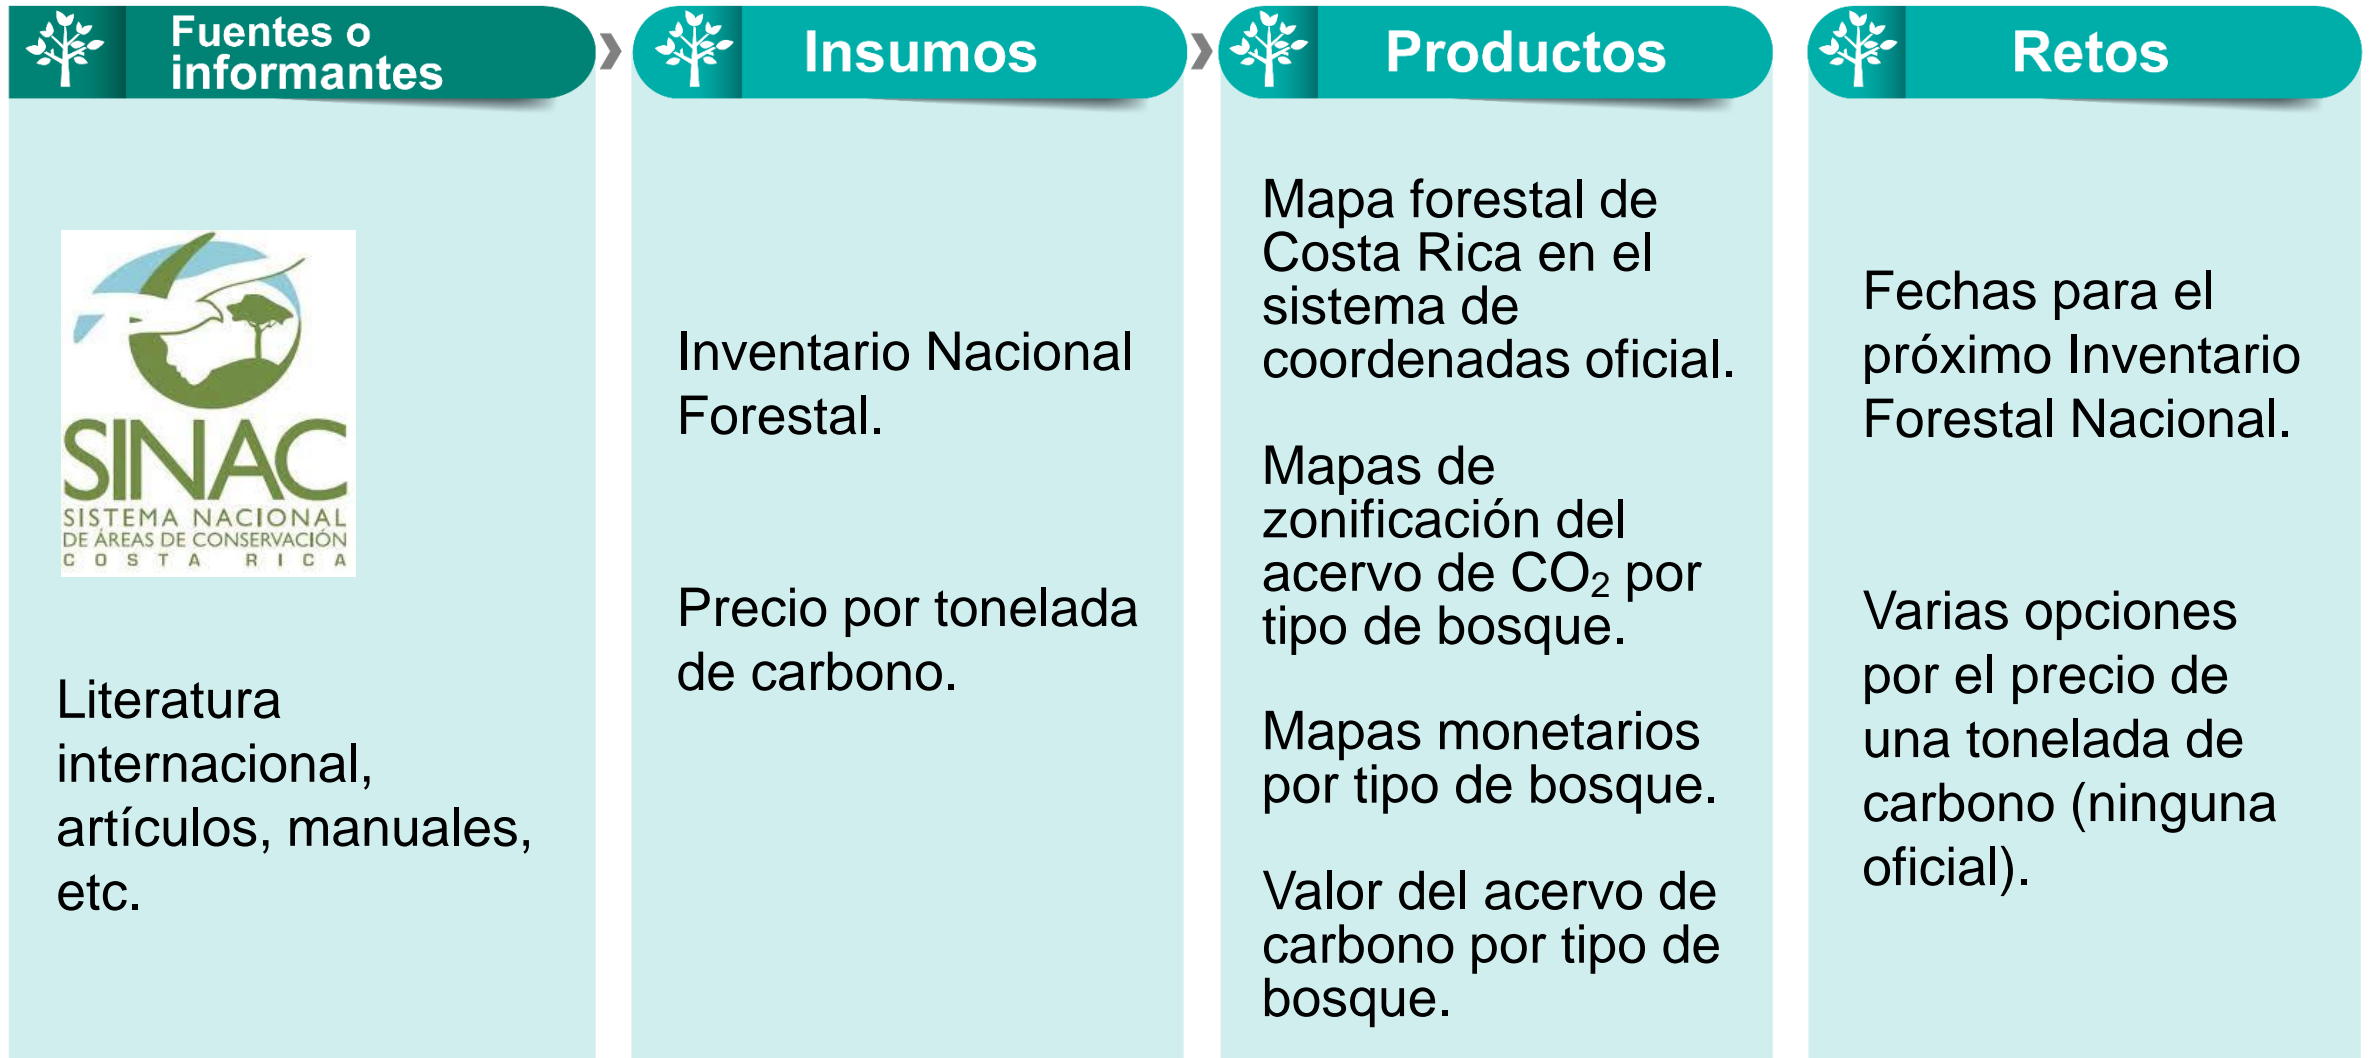 Fuentes o
informantes
SINAC
SISTEMA NACIONAL
DE ÁREAS DE CONSERVACIÓN
COSTA RICA
Literatura
internacional,
artículos, manuales,
etc.
Insumos
Inventario Nacional
Forestal.
Precio por tonelada
de carbono.
Productos
Mapa forestal de
Costa Rica en el
sistema de
coordenadas oficial.
Mapas de
zonificación del
acervo de CO₂ por
tipo de bosque.
Mapas monetarios
por tipo de bosque.
Valor del acervo de
carbono por tipo de
bosque.
Retos
Fechas para el
próximo Inventario
Forestal Nacional.
Varias opciones
por el precio de
una tonelada de
carbono (ninguna
oficial).